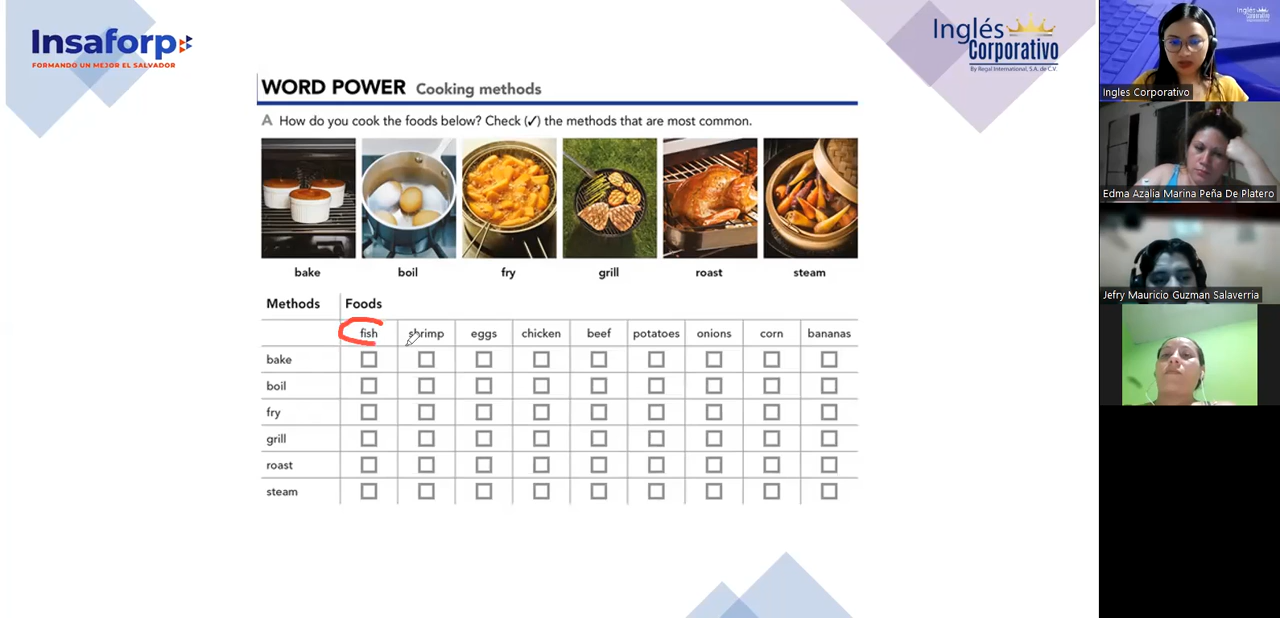 Insaforp
FORMANDO UN MEJOR EL SALVADOR
Inglés
Corporativo
By Regal International, S.A. de C.V.
WORD POWER Cooking methods
A How do you cook the foods below? Check (✓) the methods that are most common.
bake boil fry grill roast steam
Methods Foods
fish shrimp eggs chicken beef potatoes onions corn bananas
bake
boil
fry
grill
roast
steam
Inglés
Ingles Corporativo
Edma Azalia Marina Peña De Platero
Jefry Mauricio Guzman Salaverria